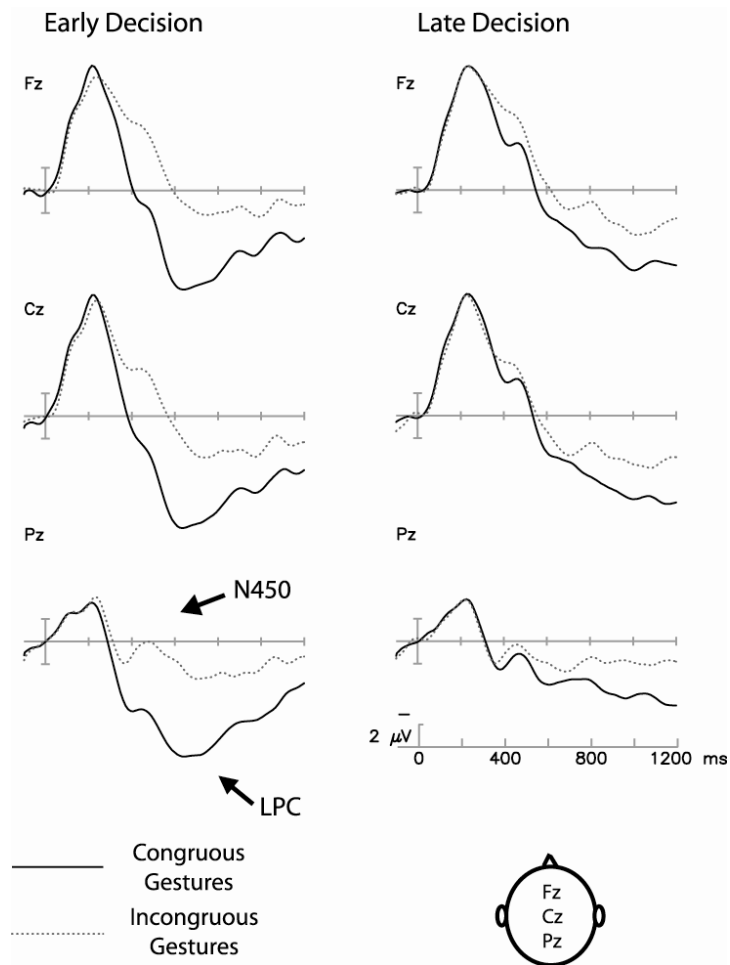 Early Decision
Late Decision
Fz
Fz
Cz
Cz
Pz
Pz
N450
LPC
2 μV
–
0 400 800 1200 ms
Congruous
Gestures
Incongruous
Gestures
Fz
Cz
Pz